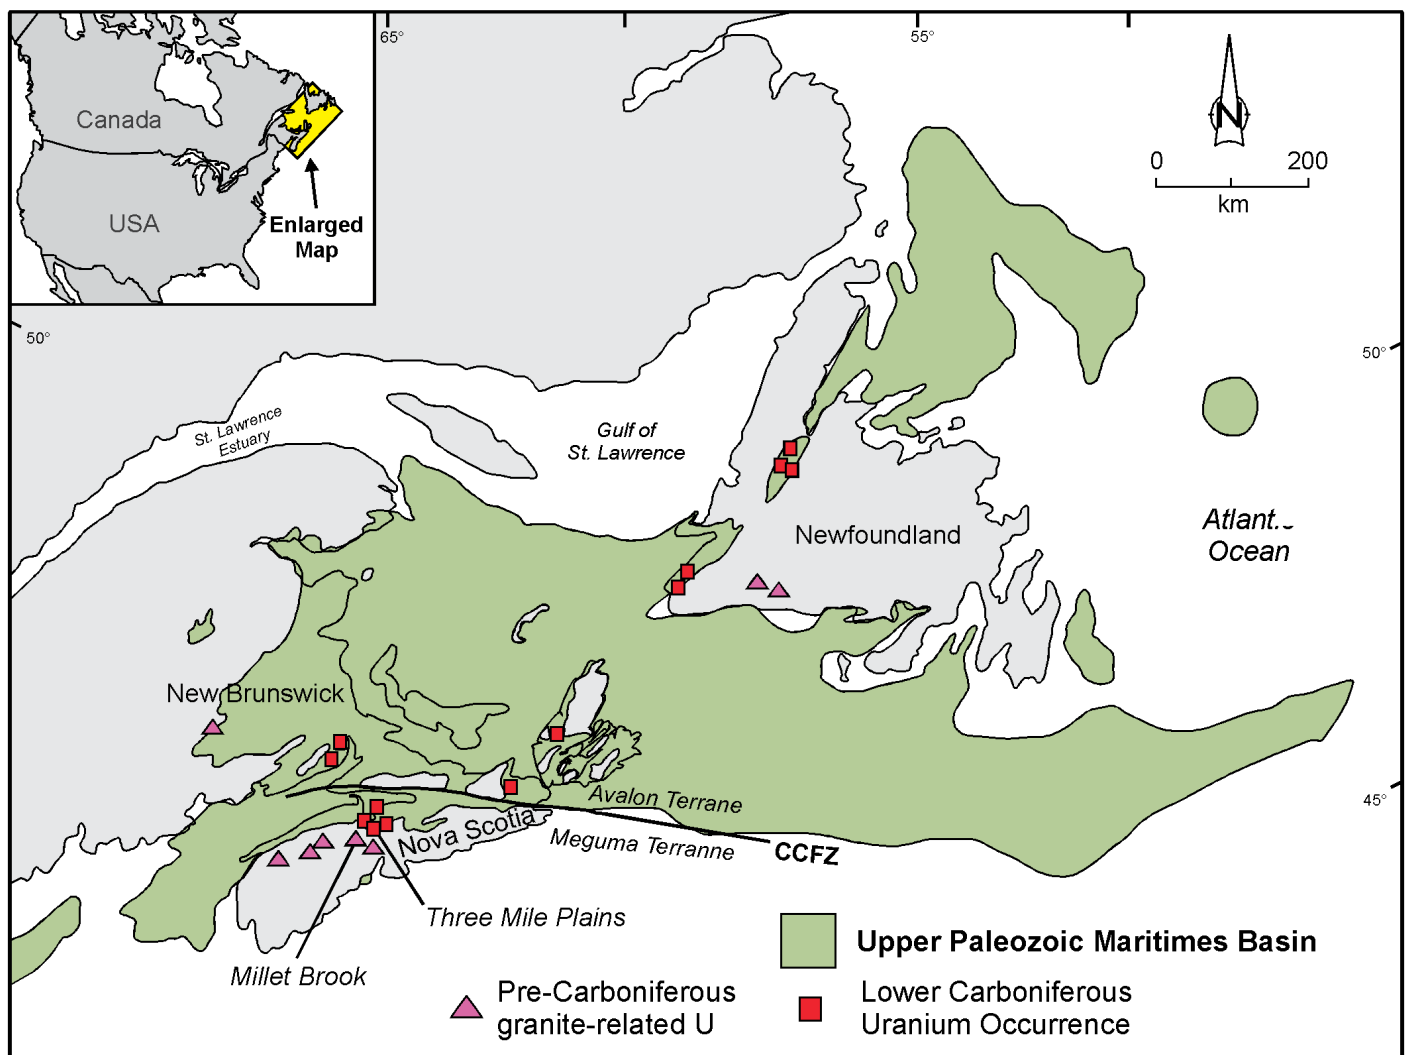 65°
55°
Canada
USA
Enlarged
Map
N
0 200
km
50°
50°
St. Lawrence
Estuary
Gulf of
St. Lawrence
Newfoundland
Ocean
New Brunswick
Avalon Terrane
45°
Nova Scotia
Meguma Terranne
CCFZ
Three Mile Plains
Millet Brook
Upper Paleozoic Maritimes Basin
Pre-Carboniferous
granite-related U
Lower Carboniferous
Uranium Occurrence